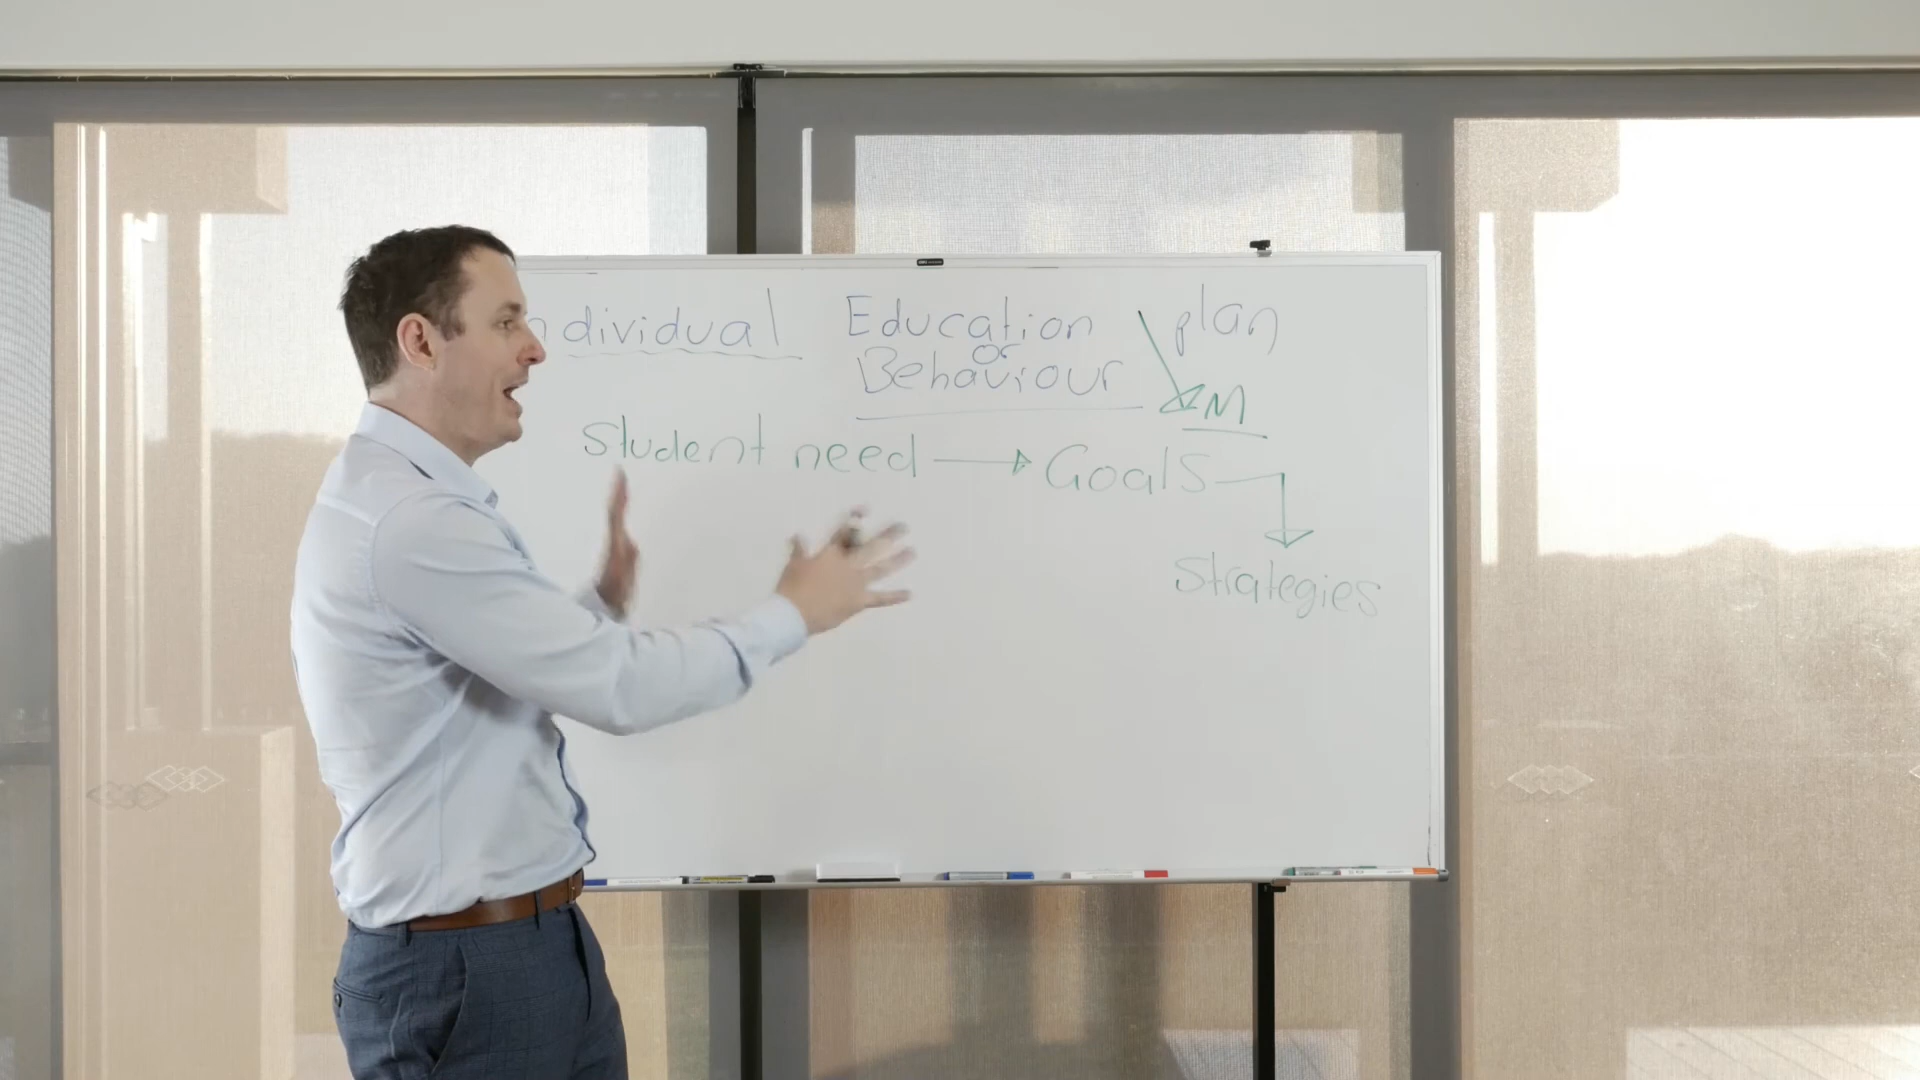 ndividual Education plan
or
Behaviour
M
Student need → Goals
Strategies